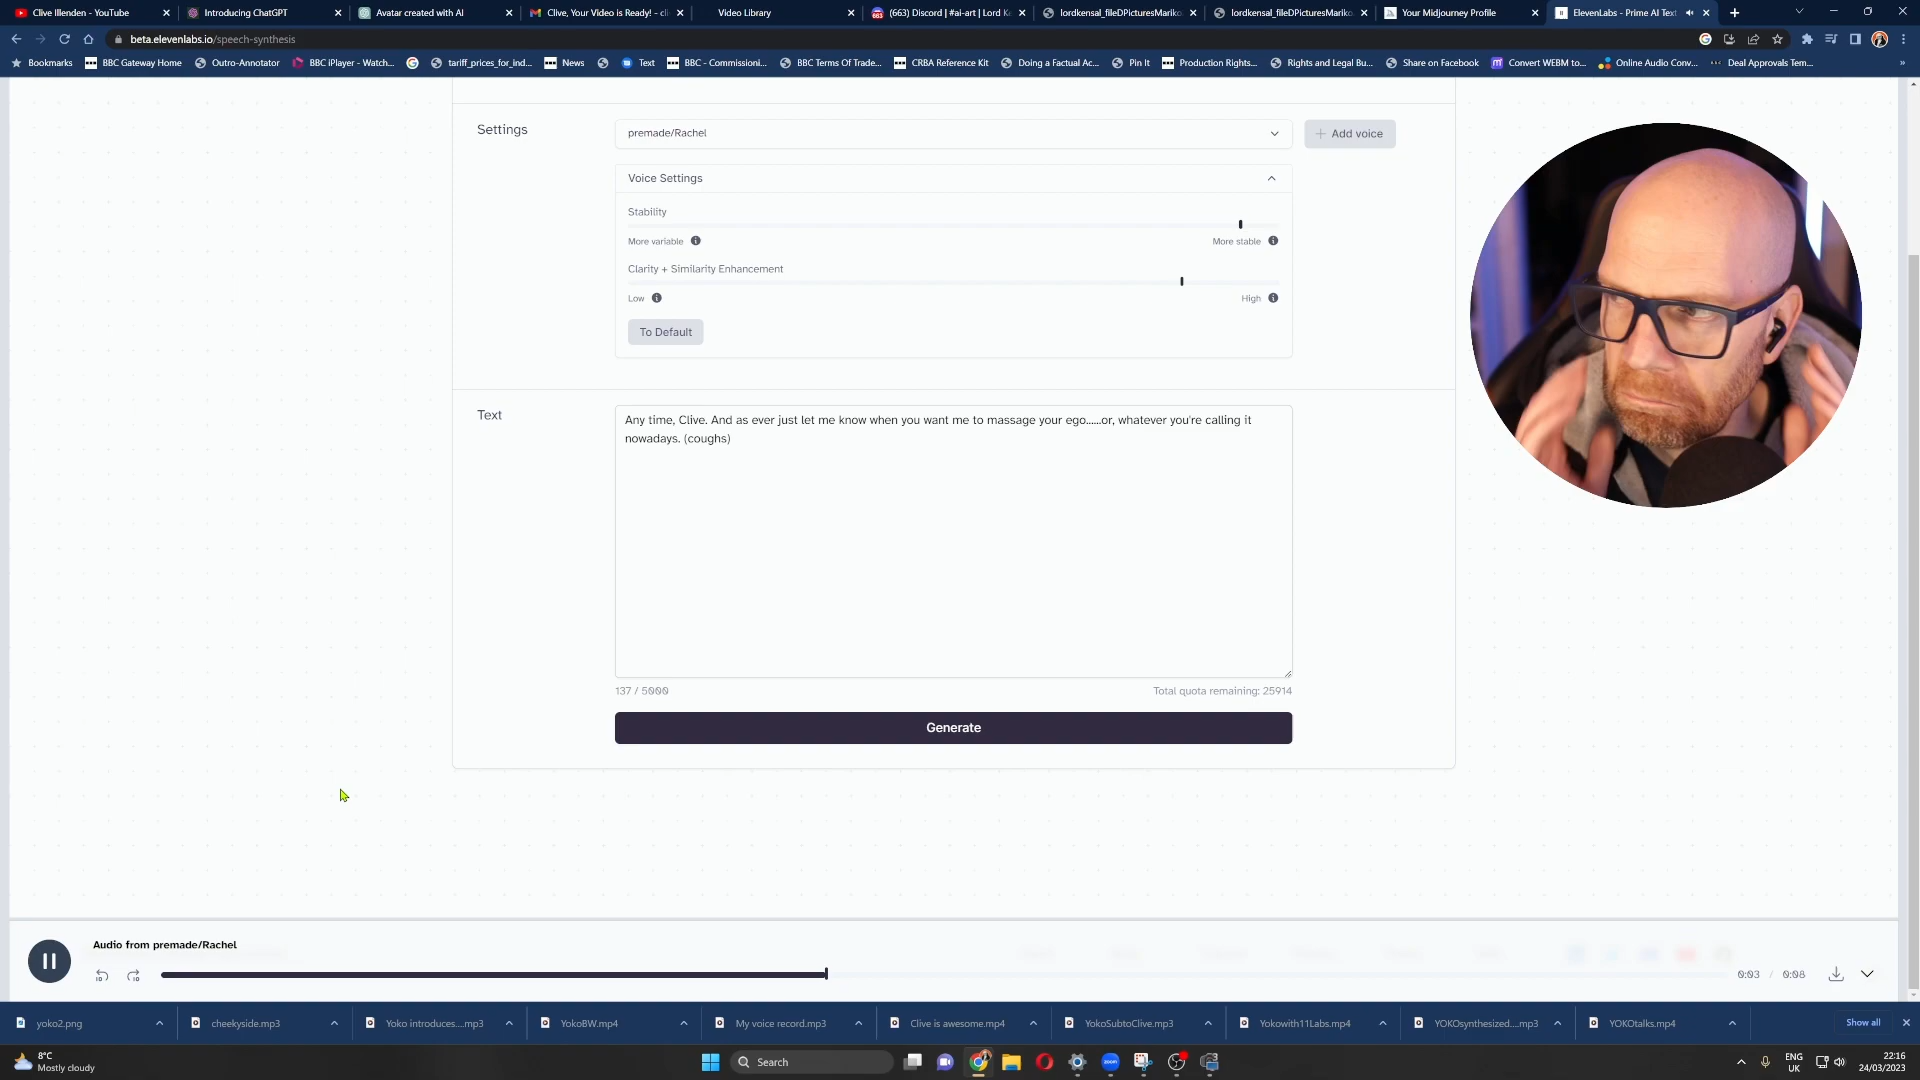 Clive Illenden - YouTube
Introducing ChatGPT
Avatar created with AI
Clive, Your Video is Ready! - cli
Video Library
(663) Discord | #ai-art | Lord Ke
lordkensal_fileDPicturesMariko
lordkensal_fileDPicturesMariko
Your Midjourney Profile
ElevenLabs - Prime AI Text
beta.elevenlabs.io/speech-synthesis
Bookmarks
BBC Gateway Home
Outro-Annotator
BBC iPlayer - Watch...
tariff_prices_for_ind...
News
Text
BBC - Commissioni...
BBC Terms Of Trade...
CRBA Reference Kit
Doing a Factual Ac...
Pin It
Production Rights...
Rights and Legal Bu...
Share on Facebook
Convert WEBM to...
Online Audio Conv...
Deal Approvals Tem...
Settings
premade/Rachel
Add voice
Voice Settings
Stability
More variable
More stable
Clarity + Similarity Enhancement
Low
High
To Default
Text
Any time, Clive. And as ever just let me know when you want me to massage your ego......or, whatever you're calling it
nowadays. (coughs)
137 / 5000
Total quota remaining: 25914
Generate
Audio from premade/Rachel
0:03 / 0:08
yoko2.png
cheekyside.mp3
Yoko introduces....mp3
YokoBW.mp4
My voice record.mp3
Clive is awesome.mp4
YokoSubtoClive.mp3
Yokowith11Labs.mp4
YOKOsynthesized....mp3
YOKOtalks.mp4
Show all
8°C
Mostly cloudy
Search
ENG
UK
22:16
24/03/2023